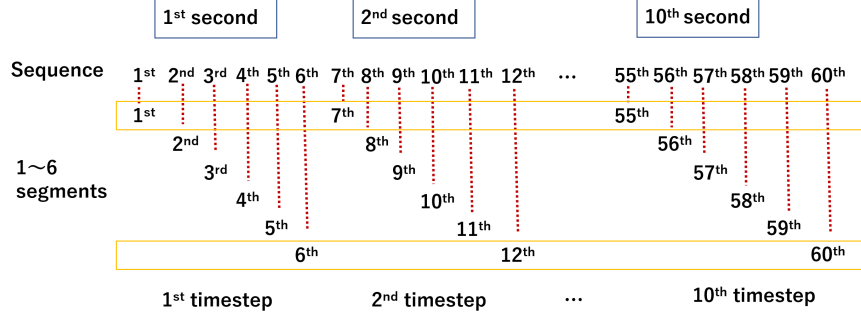 1st second 2nd second 10th second
Sequence 1st 2nd 3rd 4th 5th 6th 7th 8th 9th 10th 11th 12th ... 55th 56th 57th 58th 59th 60th
1st 7th 55th
2nd 8th 56th
1～6 segments
3rd 9th 57th
4th 10th 58th
5th 11th 59th
6th 12th 60th
1st timestep 2nd timestep ... 10th timestep